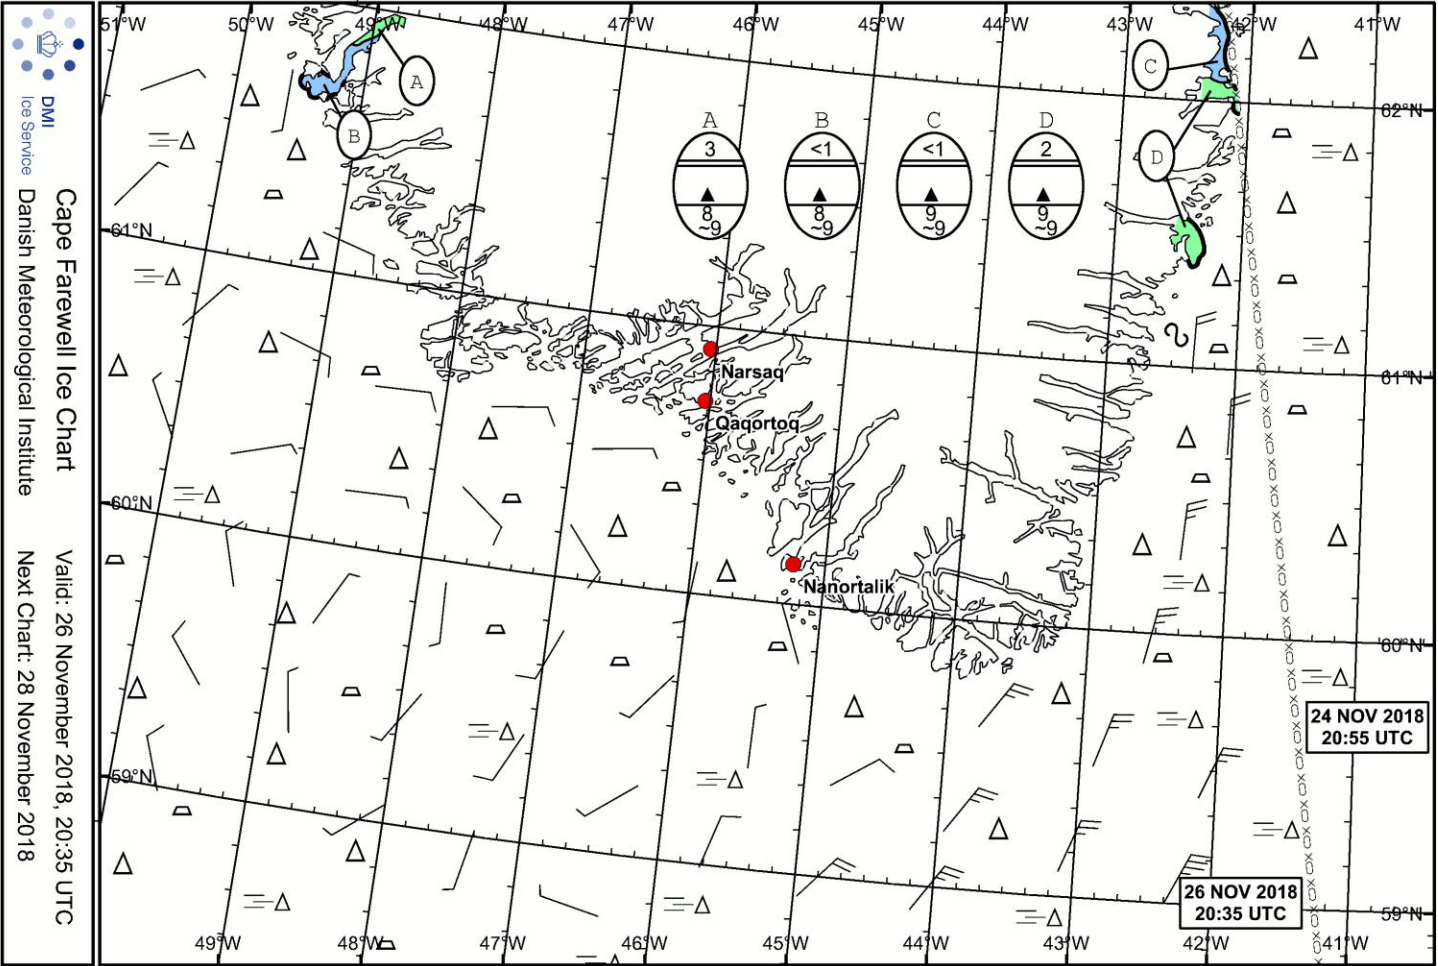 DMI
Ice Service
Cape Farewell Ice Chart
Danish Meteorological Institute
Valid: 26 November 2018, 20:35 UTC
Next Chart: 28 November 2018
51°W 50°W 49°W 48°W 47°W 46°W 45°W 44°W 43°W 42°W 41°W
62°N
61°N
61°N
60°N
60°N
59°N
59°N
A
B
C
D
A B C D
3 <1 <1 2
8 8 9 9
~9 ~9 ~9 ~9
2
Narsaq
Qaqortoq
Nanortalik
24 NOV 2018
20:55 UTC
26 NOV 2018
20:35 UTC
49°W 48°W 47°W 46°W 45°W 44°W 43°W 42°W 41°W